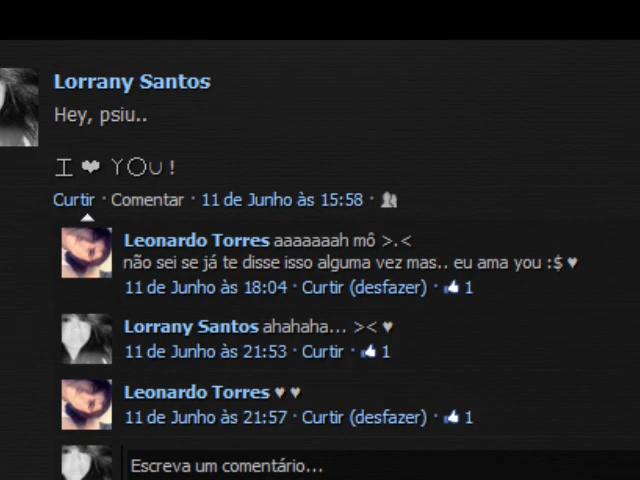 Lorrany Santos
Hey, psiu..
I ❤ YOU!
Curtir · Comentar · 11 de Junho às 15:58 ·
Leonardo Torres aaaaaaah mô >.<
não sei se já te disse isso alguma vez mas.. eu ama you :$ ♥
11 de Junho às 18:04 · Curtir (desfazer) · 1
Lorrany Santos ahahaha... >< ♥
11 de Junho às 21:53 · Curtir · 1
Leonardo Torres ♥ ♥
11 de Junho às 21:57 · Curtir (desfazer) · 1
Escreva um comentário...